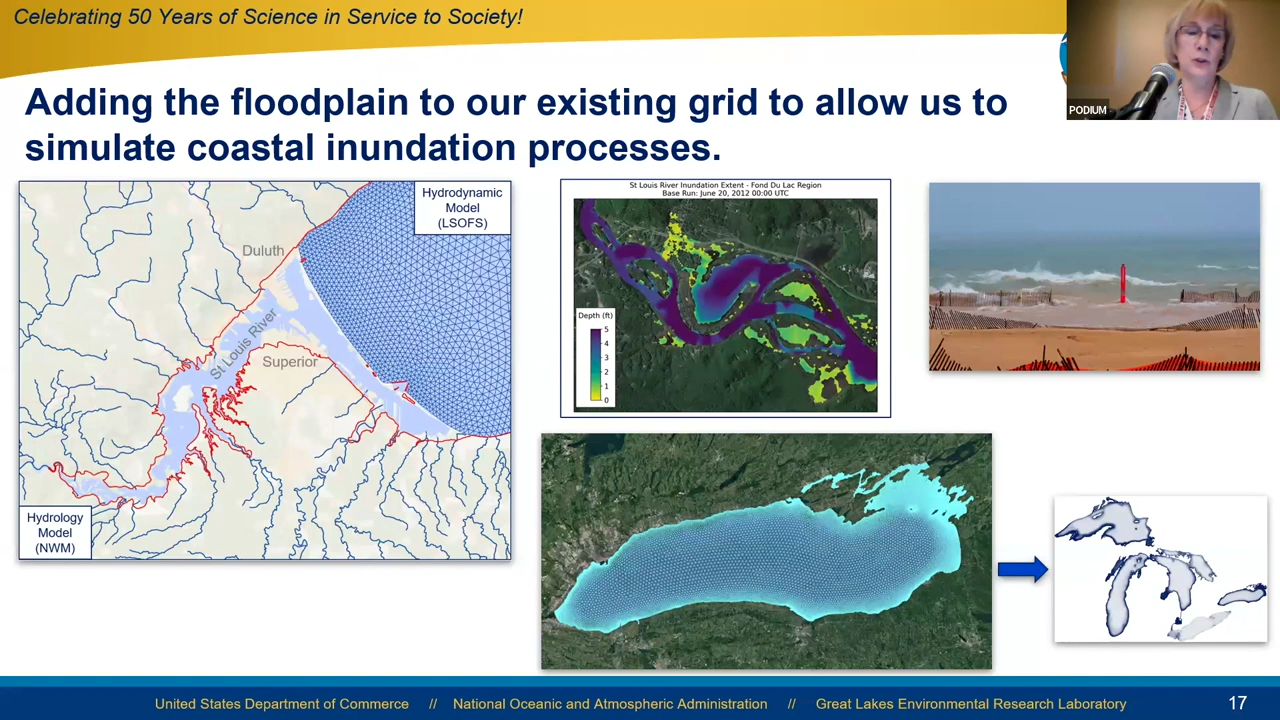 Celebrating 50 Years of Science in Service to Society!
PODIUM
Adding the floodplain to our existing grid to allow us to
simulate coastal inundation processes.
Hydrodynamic
Model
(LSOFS)
Duluth
St Louis River
Superior
Hydrology
Model
(NWM)
St Louis River Inundation Extent - Fond Du Lac Region
Base Run: June 20, 2012 00:00 UTC
Depth (ft)
5
4
3
2
1
0
United States Department of Commerce // National Oceanic and Atmospheric Administration // Great Lakes Environmental Research Laboratory
17